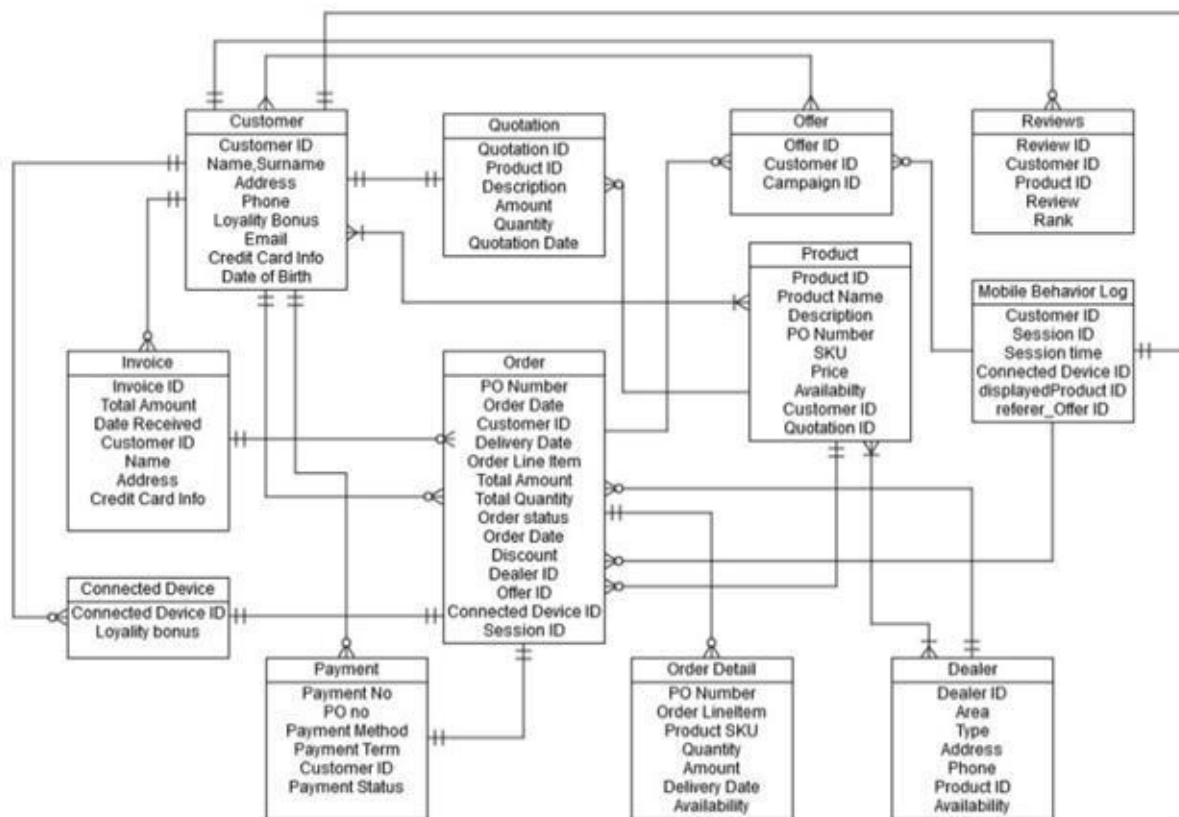 Customer
Customer ID
Name,Surname
Address
Phone
Loyality Bonus
Email
Credit Card Info
Date of Birth
Quotation
Quotation ID
Product ID
Description
Amount
Quantity
Quotation Date
Offer
Offer ID
Customer ID
Campaign ID
Reviews
Review ID
Customer ID
Product ID
Review
Rank
Product
Product ID
Product Name
Description
PO Number
SKU
Price
Availabilty
Customer ID
Quotation ID
Mobile Behavior Log
Customer ID
Session ID
Session time
Connected Device ID
displayedProduct ID
referer_Offer ID
Invoice
Invoice ID
Total Amount
Date Received
Customer ID
Name
Address
Credit Card Info
Order
PO Number
Order Date
Customer ID
Delivery Date
Order Line Item
Total Amount
Total Quantity
Order status
Order Date
Discount
Dealer ID
Offer ID
Connected Device ID
Session ID
Connected Device
Connected Device ID
Loyality bonus
Payment
Payment No
PO no
Payment Method
Payment Term
Customer ID
Payment Status
Order Detail
PO Number
Order LineItem
Product SKU
Quantity
Amount
Delivery Date
Availability
Dealer
Dealer ID
Area
Type
Address
Phone
Product ID
Availability